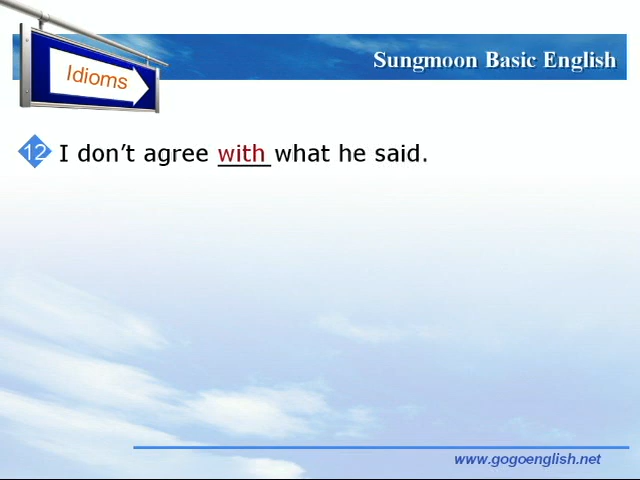 Sungmoon Basic English
Idioms
12 I don’t agree with what he said.
www.gogoenglish.net